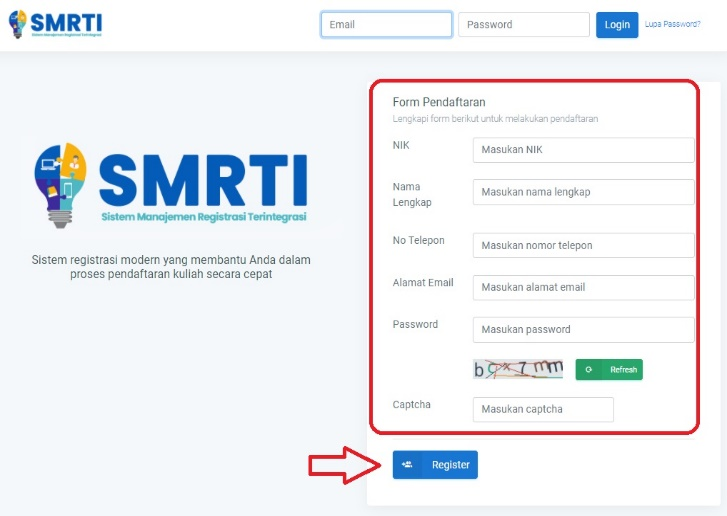 SMRTI
Sistem Manajemen Registrasi Terintegrasi
Email
Password
Login
Lupa Password?
SMRTI
Sistem Manajemen Registrasi Terintegrasi
Sistem registrasi modern yang membantu Anda dalam
proses pendaftaran kuliah secara cepat
Form Pendaftaran
Lengkapi form berikut untuk melakukan pendaftaran
NIK
Masukan NIK
Nama
Lengkap
Masukan nama lengkap
No Telepon
Masukan nomor telepon
Alamat Email
Masukan alamat email
Password
Masukan password
Refresh
Captcha
Masukan captcha
Register